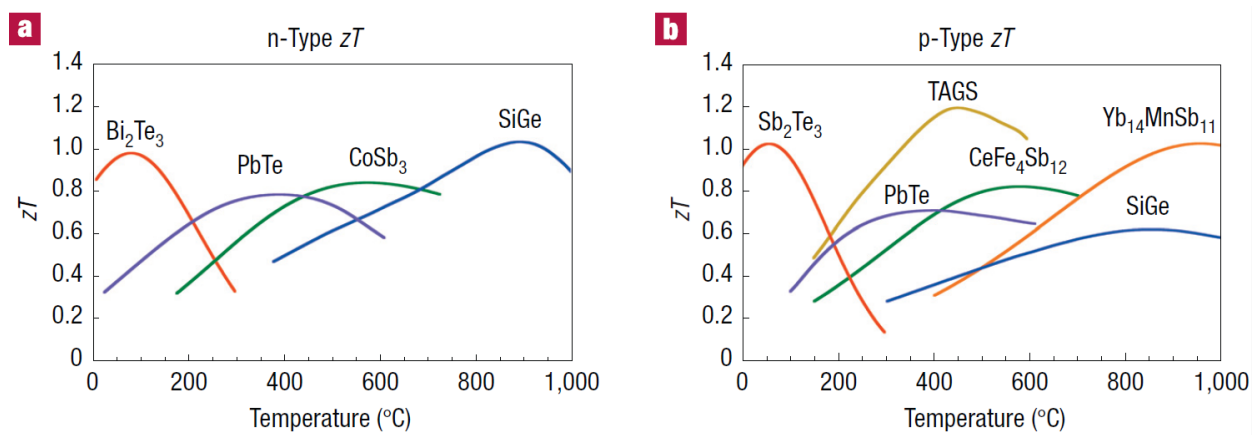 a
n-Type zT
1.4
1.2
1.0
0.8
0.6
0.4
0.2
0
zT
Bi₂Te₃
PbTe
CoSb₃
SiGe
0 200 400 600 800 1,000
Temperature (°C)
b
p-Type zT
1.4
1.2
1.0
0.8
0.6
0.4
0.2
0
zT
Sb₂Te₃
TAGS
Yb₁₄MnSb₁₁
CeFe₄Sb₁₂
PbTe
SiGe
0 200 400 600 800 1,000
Temperature (°C)